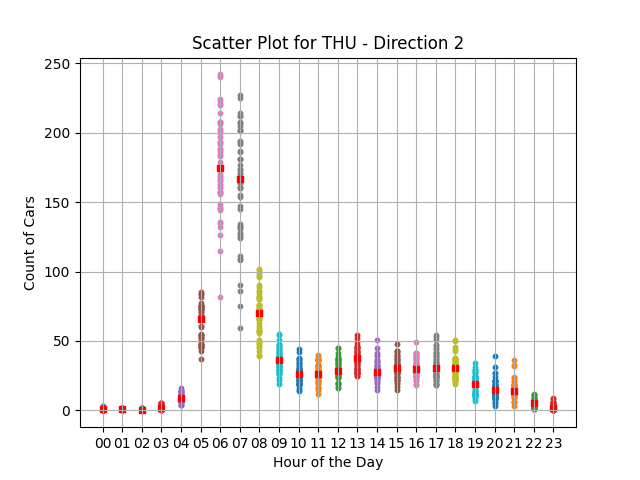 Scatter Plot for THU - Direction 2
250
200
150
100
50
0
Count of Cars
00 01 02 03 04 05 06 07 08 09 10 11 12 13 14 15 16 17 18 19 20 21 22 23
Hour of the Day